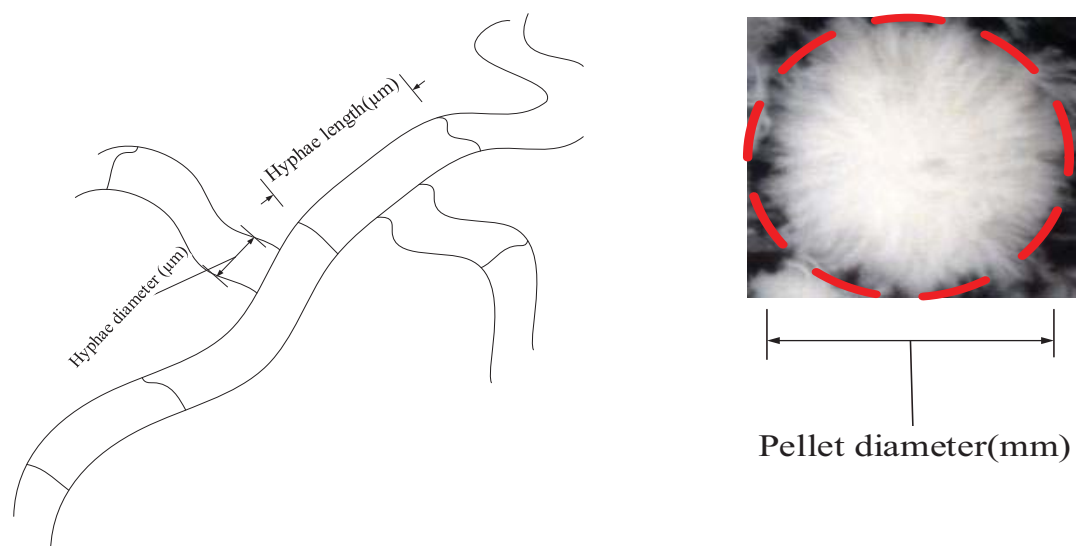 Hyphae length(μm)
Hyphae diameter (μm)
Pellet diameter(mm)